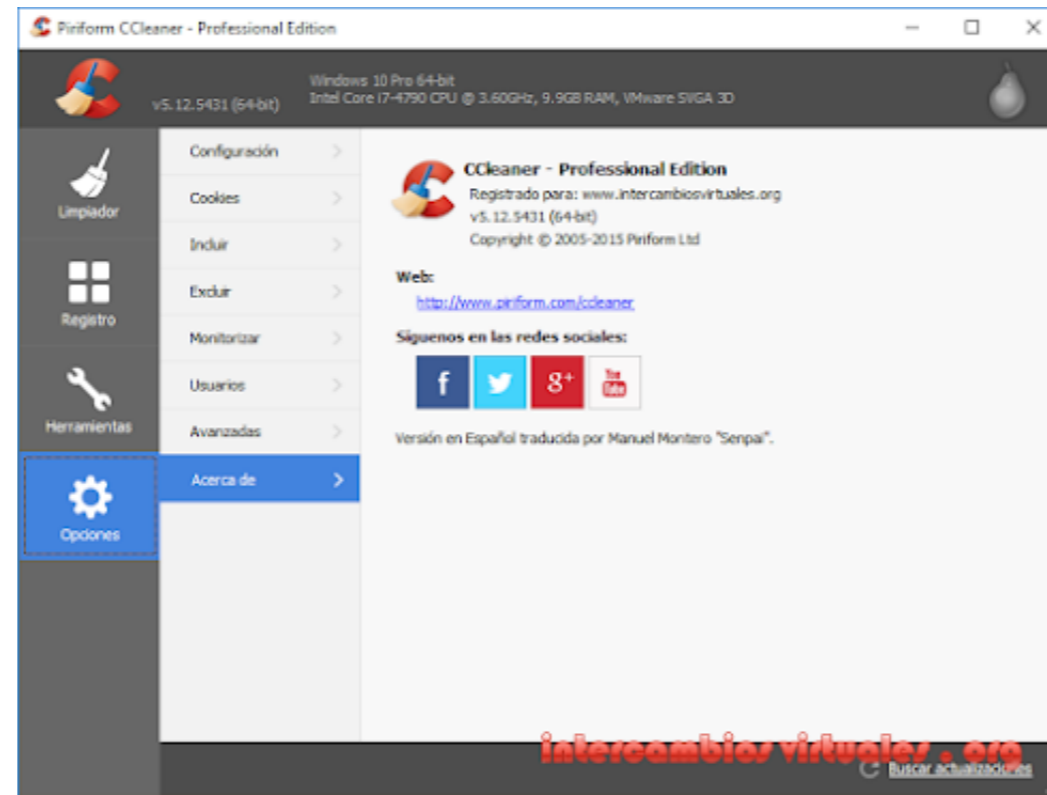 Piriform CCleaner - Professional Edition
v5.12.5431 (64-bit)
Windows 10 Pro 64-bit
Intel Core i7-4790 CPU @ 3.60GHz, 9.9GB RAM, VMware SVGA 3D
Limpiador
Registro
Herramientas
Opciones
Configuración
Cookies
Incluir
Excluir
Monitorizar
Usuarios
Avanzadas
Acerca de
CCleaner - Professional Edition
Registrado para: www.intercambiosvirtuales.org
v5.12.5431 (64-bit)
Copyright © 2005-2015 Piriform Ltd
Web:
http://www.piriform.com/ccleaner
Síguenos en las redes sociales:
f
g+
You Tube
Versión en Español traducida por Manuel Montero "Senpai".
intercambios virtuales . org
Buscar actualizaciones